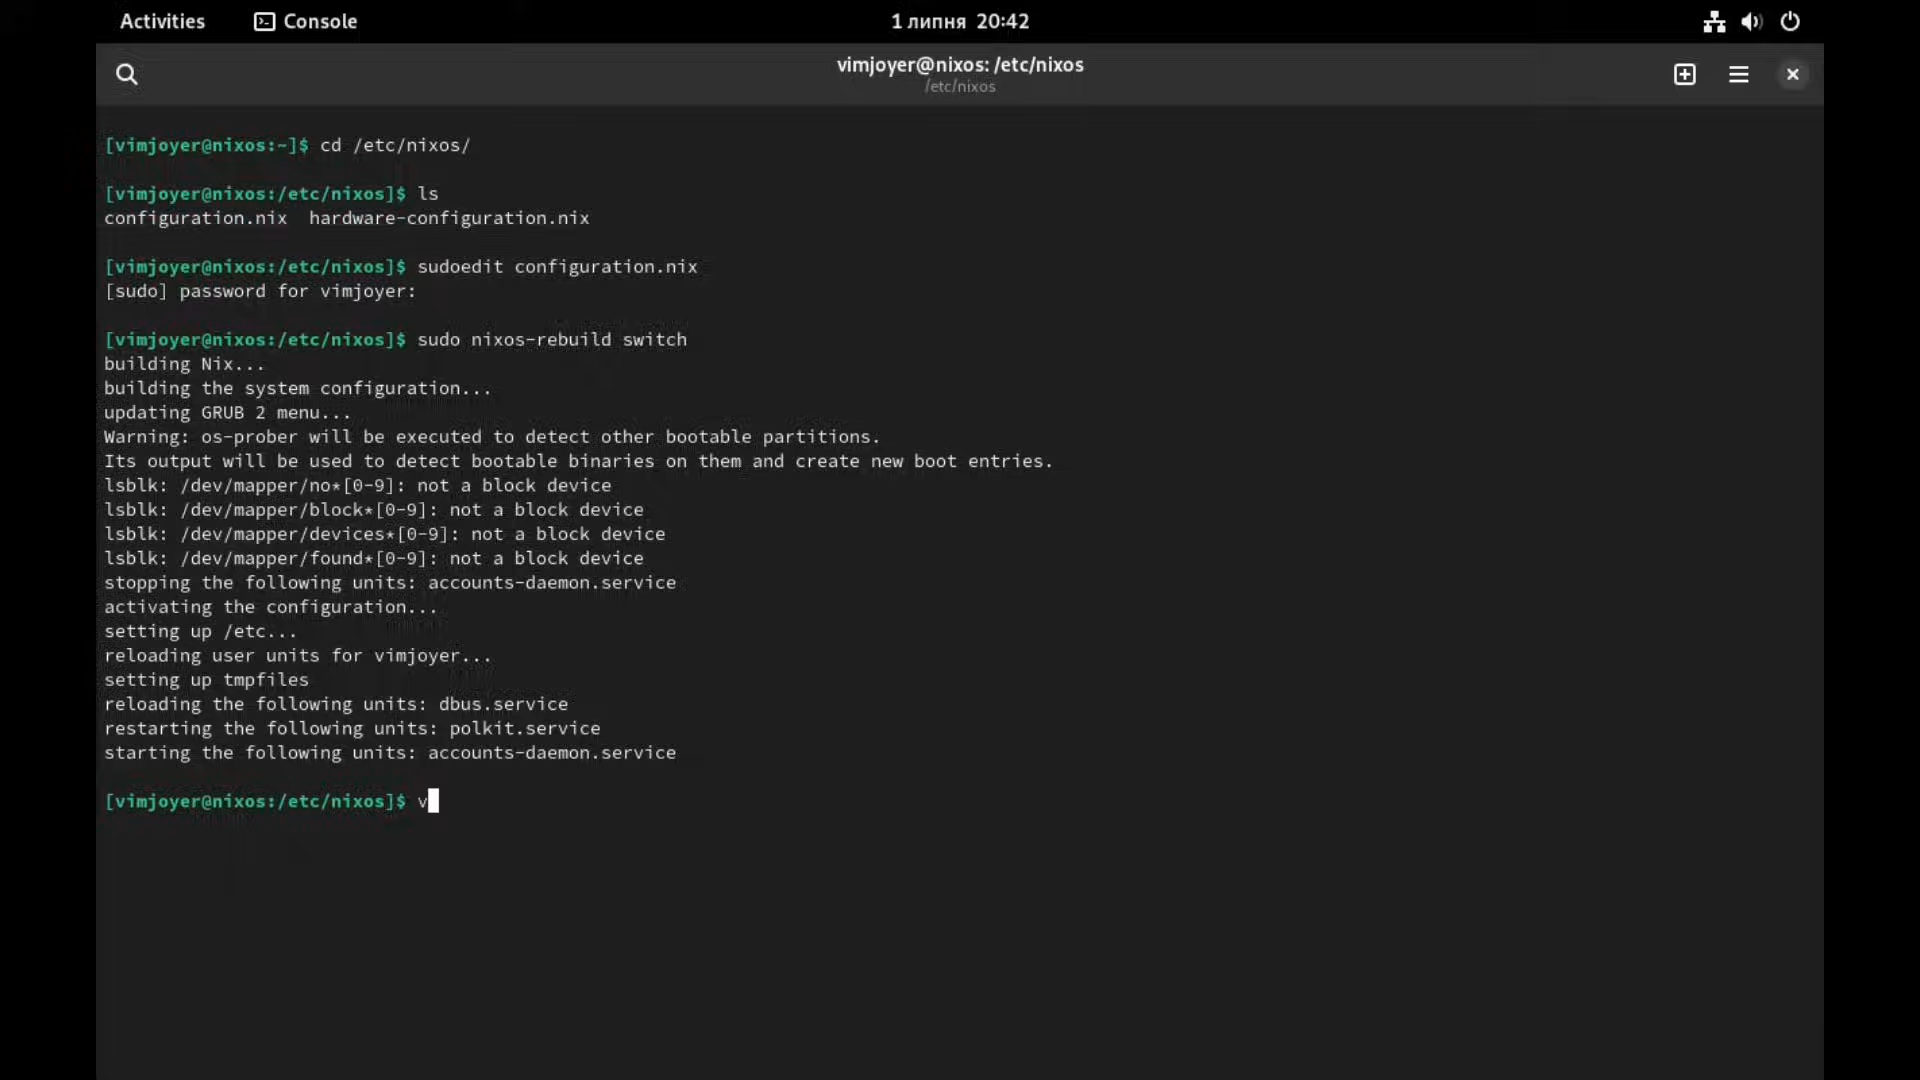 Activities Console 1 липня 20:42
vimjoyer@nixos: /etc/nixos
/etc/nixos
[vimjoyer@nixos:~]$ cd /etc/nixos/
[vimjoyer@nixos:/etc/nixos]$ ls
configuration.nix  hardware-configuration.nix
[vimjoyer@nixos:/etc/nixos]$ sudoedit configuration.nix
[sudo] password for vimjoyer:
[vimjoyer@nixos:/etc/nixos]$ sudo nixos-rebuild switch
building Nix...
building the system configuration...
updating GRUB 2 menu...
Warning: os-prober will be executed to detect other bootable partitions.
Its output will be used to detect bootable binaries on them and create new boot entries.
lsblk: /dev/mapper/no*[0-9]: not a block device
lsblk: /dev/mapper/block*[0-9]: not a block device
lsblk: /dev/mapper/devices*[0-9]: not a block device
lsblk: /dev/mapper/found*[0-9]: not a block device
stopping the following units: accounts-daemon.service
activating the configuration...
setting up /etc...
reloading user units for vimjoyer...
setting up tmpfiles
reloading the following units: dbus.service
restarting the following units: polkit.service
starting the following units: accounts-daemon.service
[vimjoyer@nixos:/etc/nixos]$ v